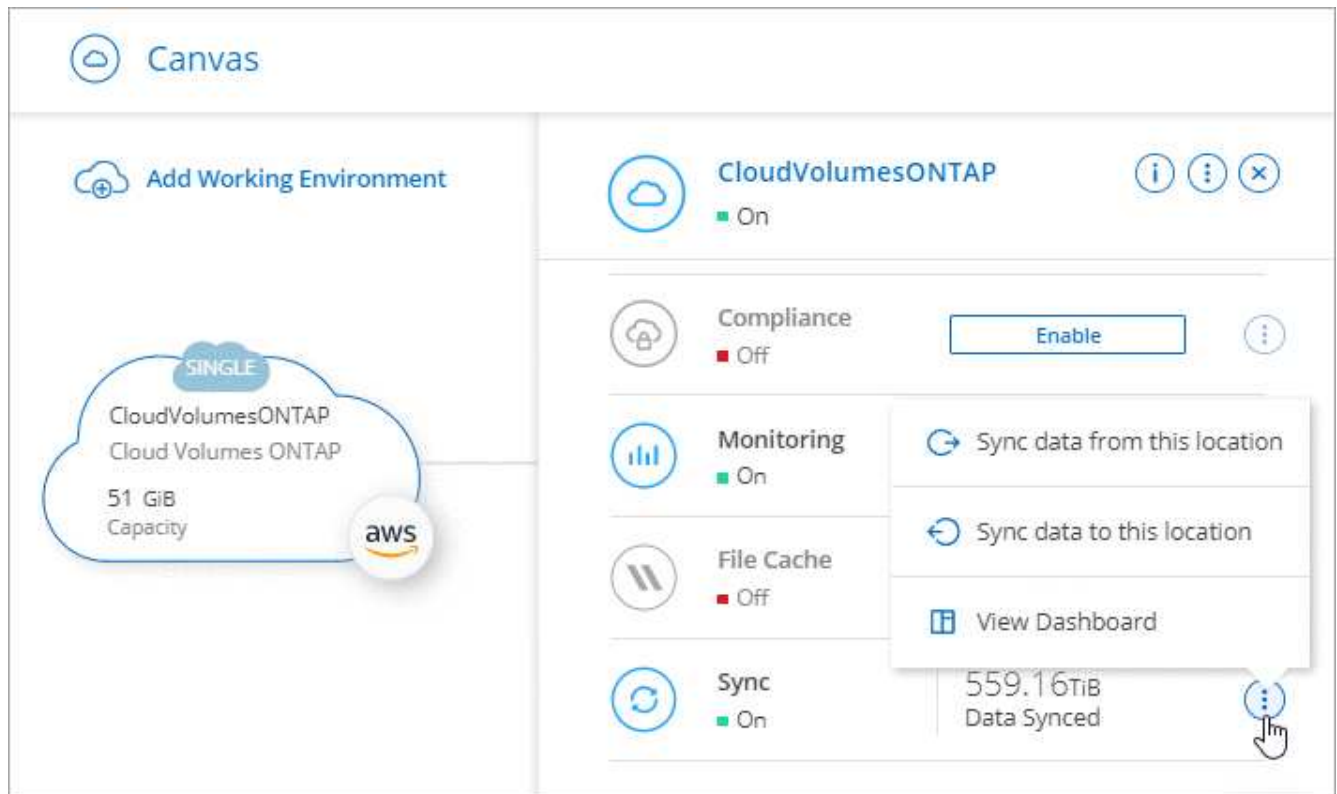 Canvas
Add Working Environment
SINGLE
CloudVolumesONTAP
Cloud Volumes ONTAP
51 GiB
Capacity
aws
CloudVolumesONTAP
On
Compliance
Off
Enable
Monitoring
On
File Cache
Off
Sync
On
559.16TiB
Data Synced
Sync data from this location
Sync data to this location
View Dashboard